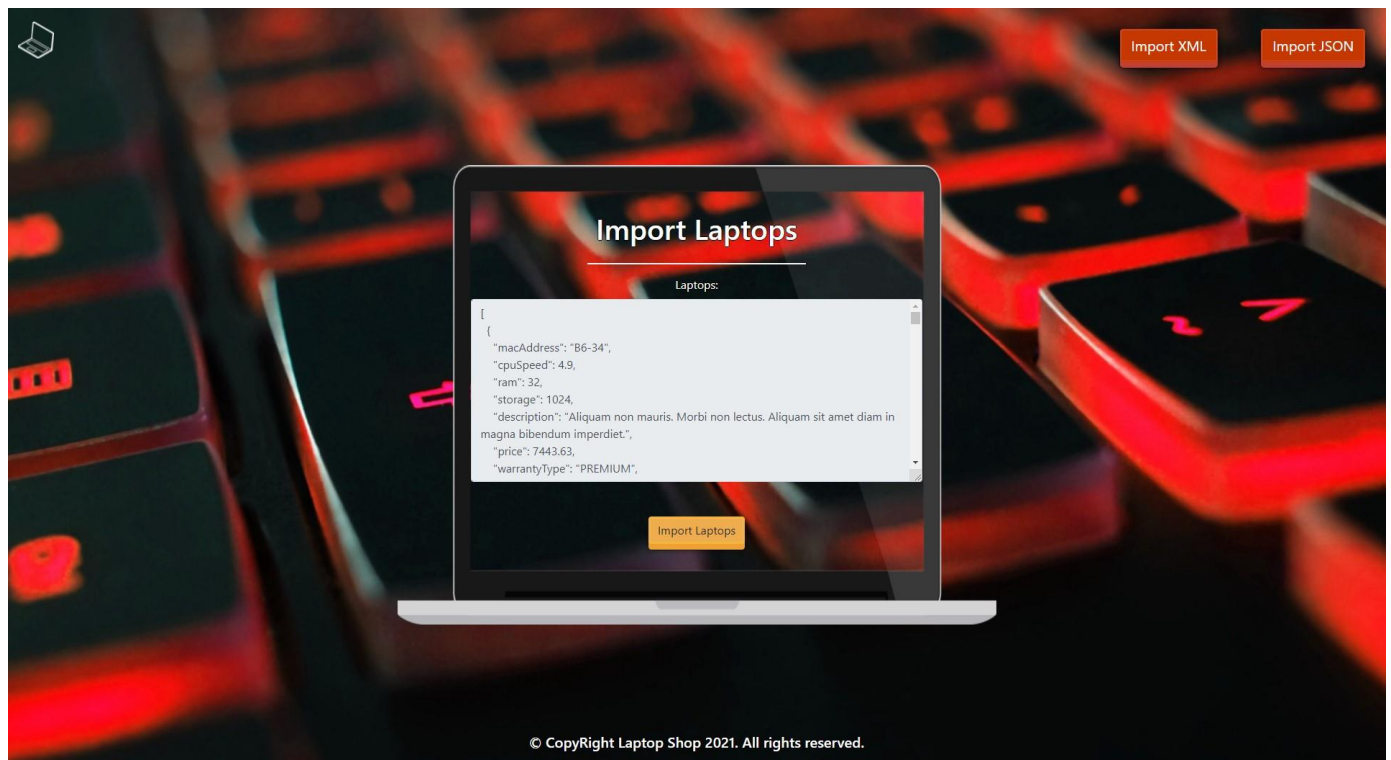 Import XML
Import JSON
Import Laptops
Laptops:
[
{
"macAddress": "B6-34",
"cpuSpeed": 4.9,
"ram": 32,
"storage": 1024,
"description": "Aliquam non mauris. Morbi non lectus. Aliquam sit amet diam in
magna bibendum imperdiet.",
"price": 7443.63,
"warrantyType": "PREMIUM",
Import Laptops
© CopyRight Laptop Shop 2021. All rights reserved.